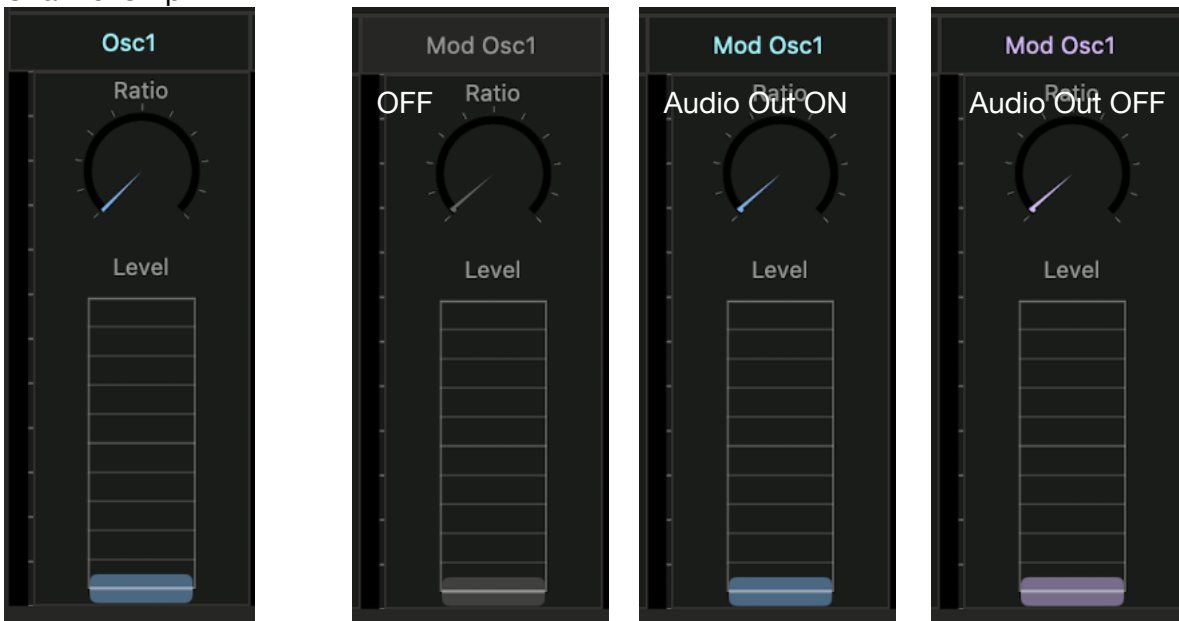 Osc1
Ratio
Level
Mod Osc1
OFF
Ratio
Level
Mod Osc1
Ratio
Audio Out ON
Level
Mod Osc1
Ratio
Audio Out OFF
Level